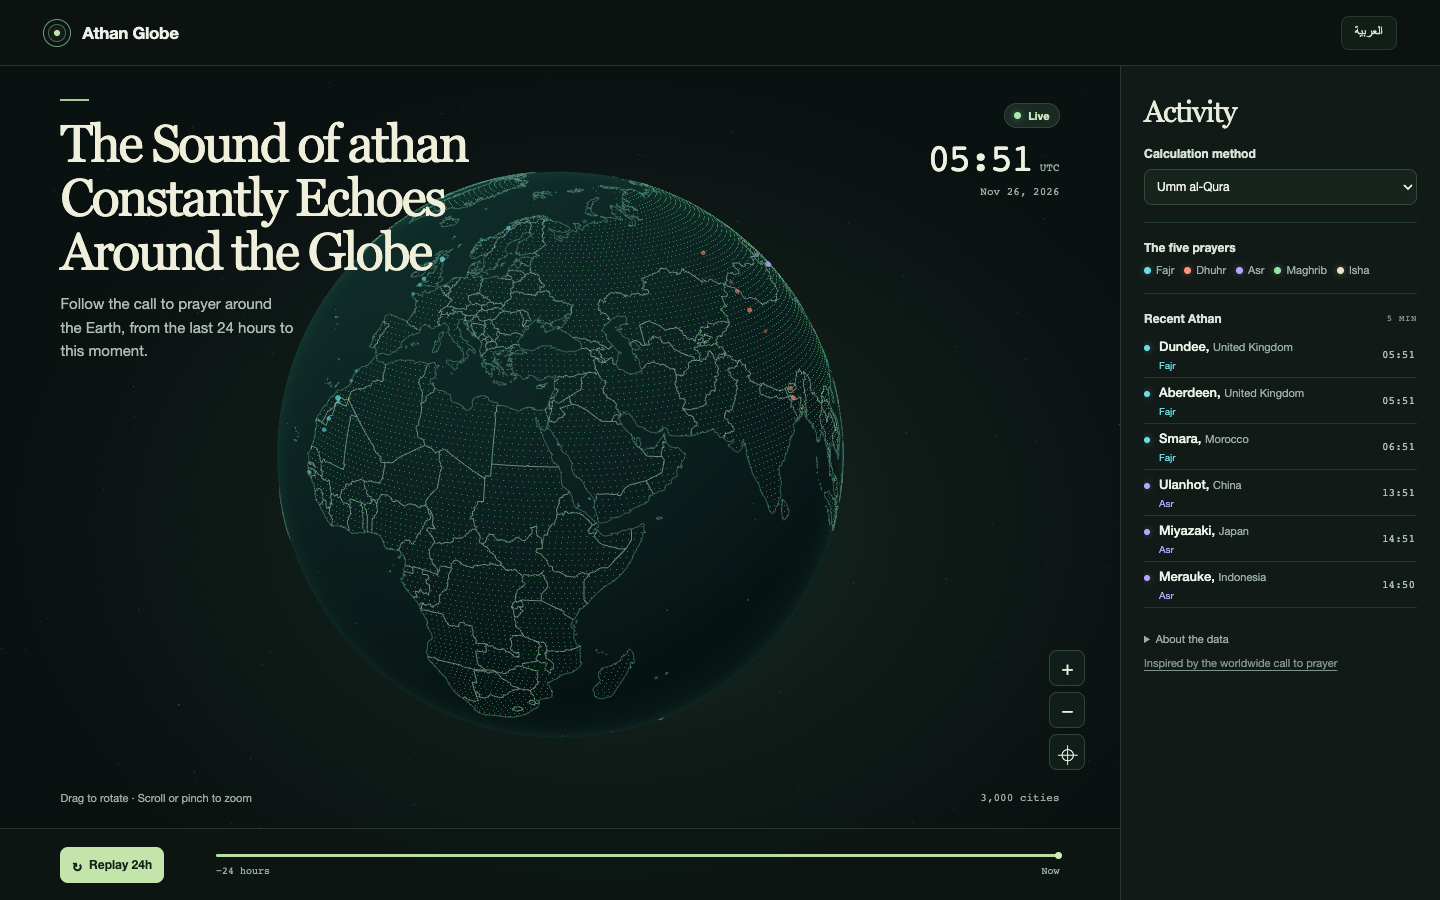 Athan Globe
العربية
The Sound of athan
Constantly Echoes
Around the Globe
Follow the call to prayer around
the Earth, from the last 24 hours to
this moment.
Live
05:51 UTC
Nov 26, 2026
+
−
Drag to rotate · Scroll or pinch to zoom
3,000 cities
↻ Replay 24h
−24 hours
Now
Activity
Calculation method
Umm al-Qura
The five prayers
Fajr Dhuhr Asr Maghrib Isha
Recent Athan 5 MIN
Dundee, United Kingdom 05:51
Fajr
Aberdeen, United Kingdom 05:51
Fajr
Smara, Morocco 06:51
Fajr
Ulanhot, China 13:51
Asr
Miyazaki, Japan 14:51
Asr
Merauke, Indonesia 14:50
Asr
About the data
Inspired by the worldwide call to prayer